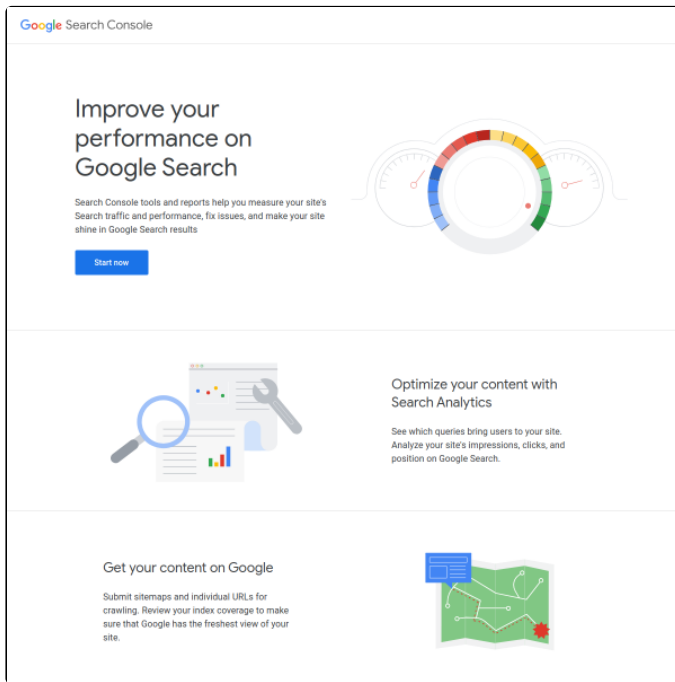 Google Search Console
Improve your
performance on
Google Search
Search Console tools and reports help you measure your site's
Search traffic and performance, fix issues, and make your site
shine in Google Search results
Start now
Optimize your content with
Search Analytics
See which queries bring users to your site.
Analyze your site's impressions, clicks, and
position on Google Search.
Get your content on Google
Submit sitemaps and individual URLs for
crawling. Review your index coverage to make
sure that Google has the freshest view of your
site.